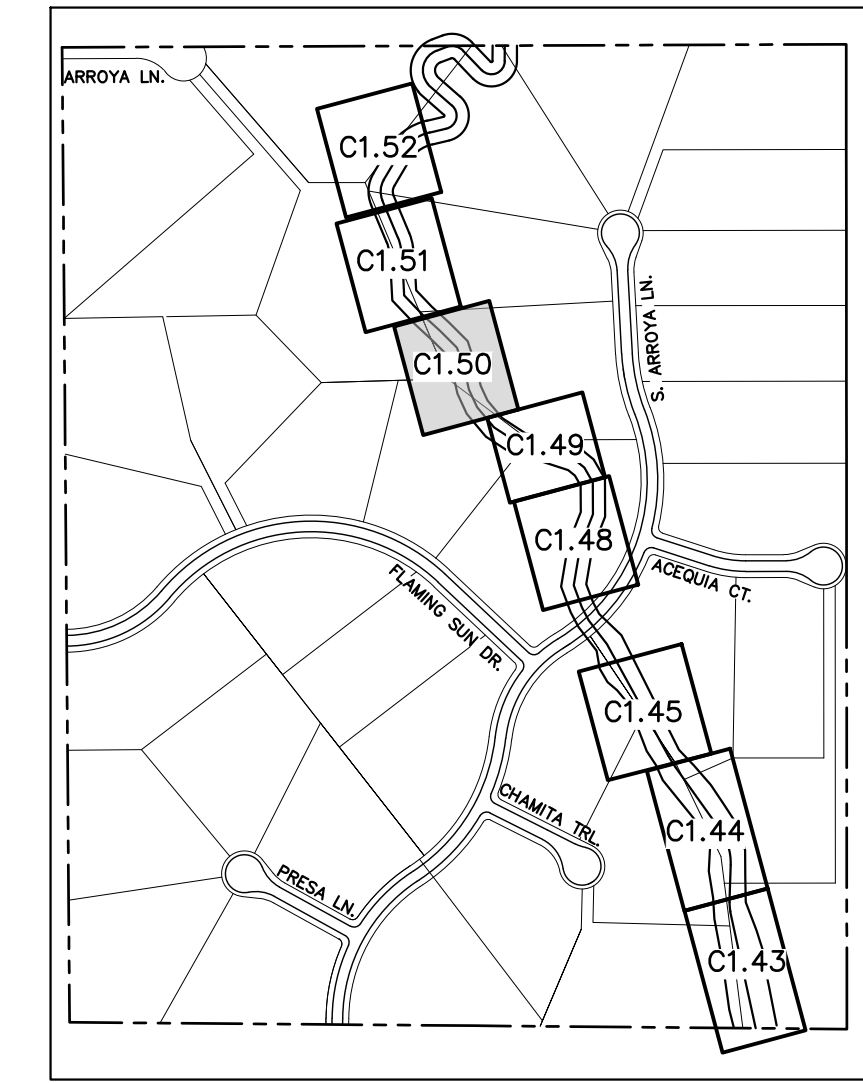 ARROYA LN.
C1.52
C1.51
S. ARROYA LN.
C1.50
C1.49
C1.48
ACEQUIA CT.
FLAMING SUN DR.
C1.45
CHAMITA TRL.
C1.44
PRESA LN.
C1.43